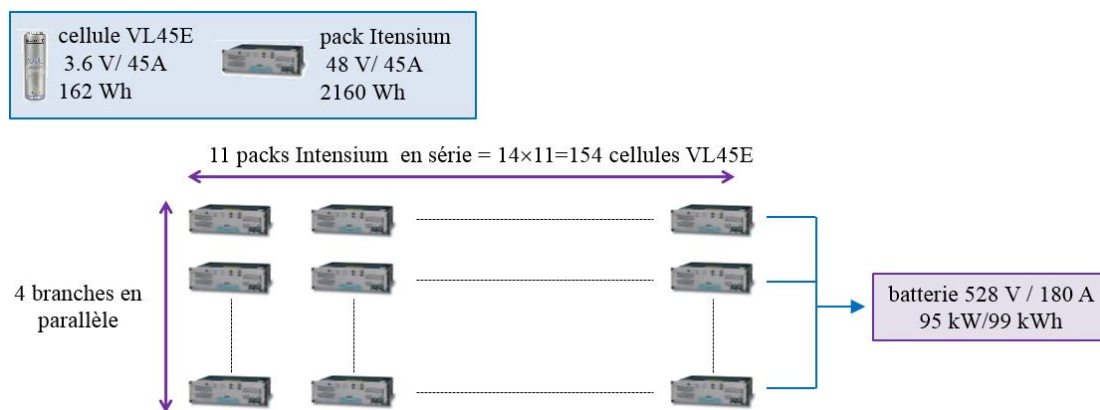 cellule VL45E
3.6 V/ 45A
162 Wh
pack Itensium
48 V/ 45A
2160 Wh
11 packs Intensium en série = 14×11=154 cellules VL45E
4 branches en
parallèle
batterie 528 V / 180 A
95 kW/99 kWh